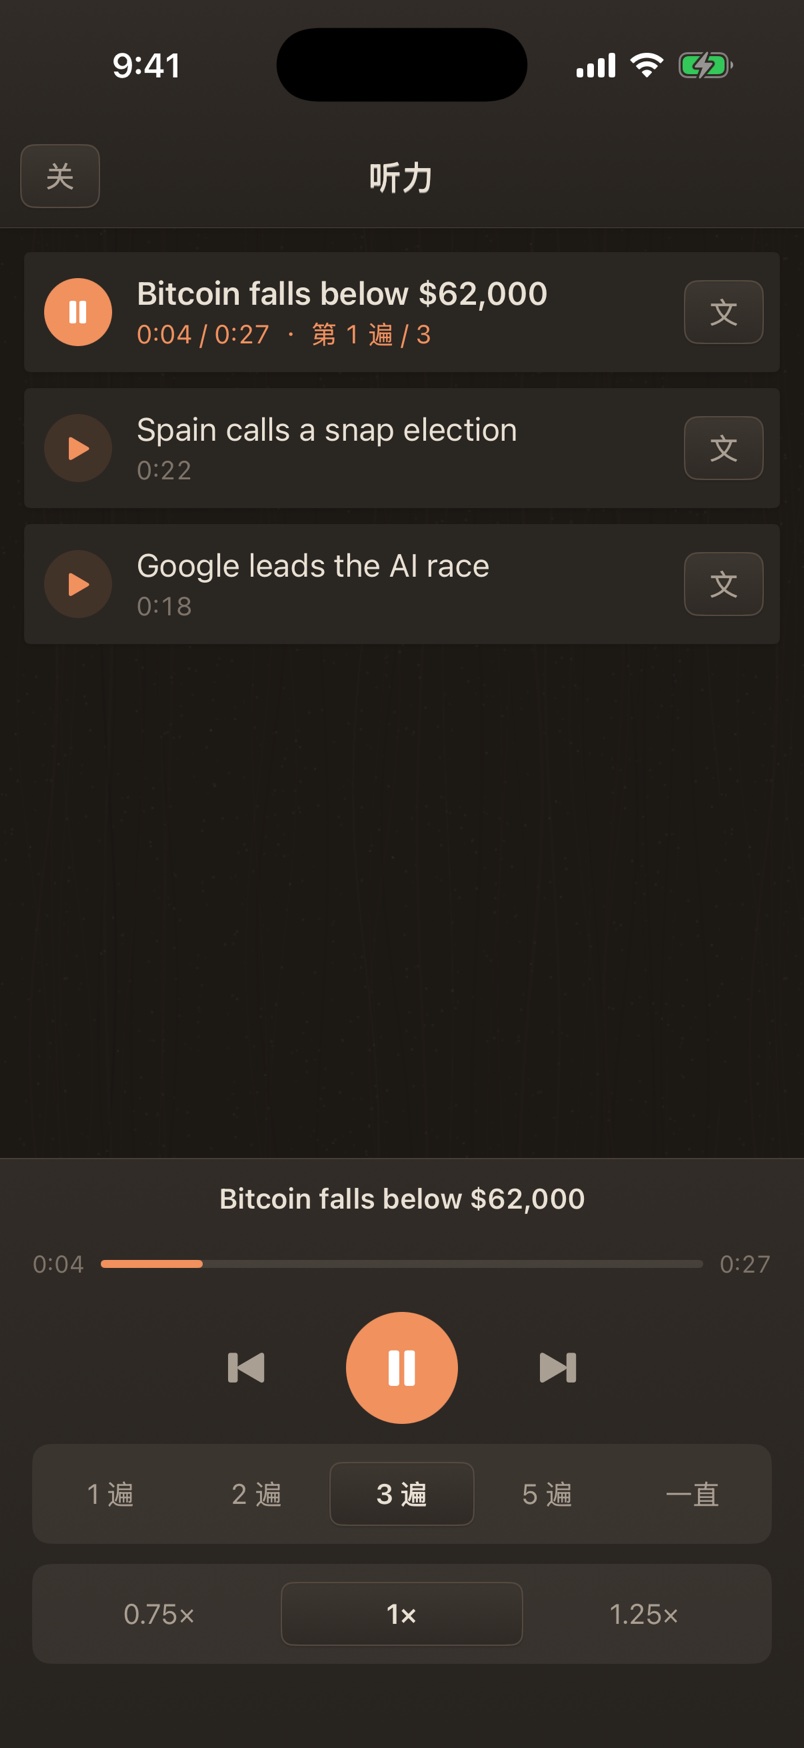 9:41
关
听力
Bitcoin falls below $62,000
0:04 / 0:27 · 第 1 遍 / 3
文
Spain calls a snap election
0:22
文
Google leads the AI race
0:18
文
Bitcoin falls below $62,000
0:04
0:27
1 遍
2 遍
3 遍
5 遍
一直
0.75×
1×
1.25×